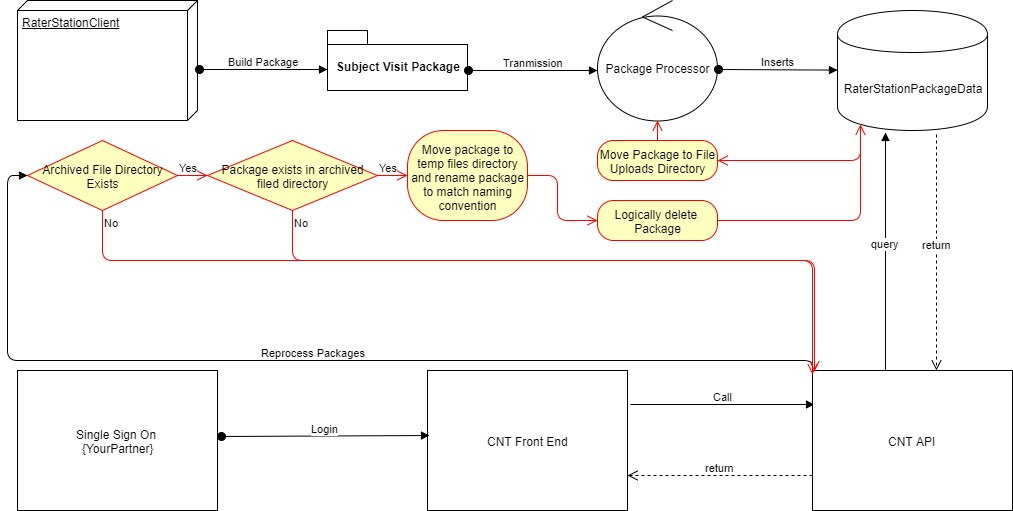 RaterStationClient
Build Package
Subject Visit Package
Tranmission
Package Processor
Inserts
RaterStationPackageData
Archived File Directory
Exists
Yes
Package exists in archived
filed directory
Yes
Move package to
temp files directory
and rename package
to match naming
convention
Move Package to File
Uploads Directory
Logically delete
Package
No
No
query
return
Reprocess Packages
Single Sign On
{YourPartner}
Login
CNT Front End
Call
return
CNT API